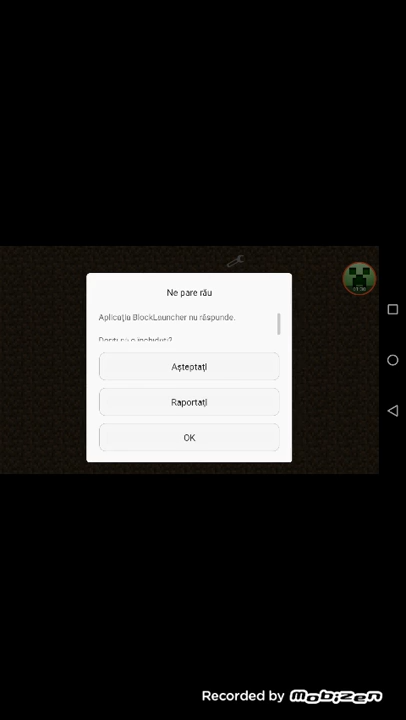 Ne pare rău
Aplicația BlockLauncher nu răspunde.
Așteptați
Raportați
OK
Recorded by Mobizen